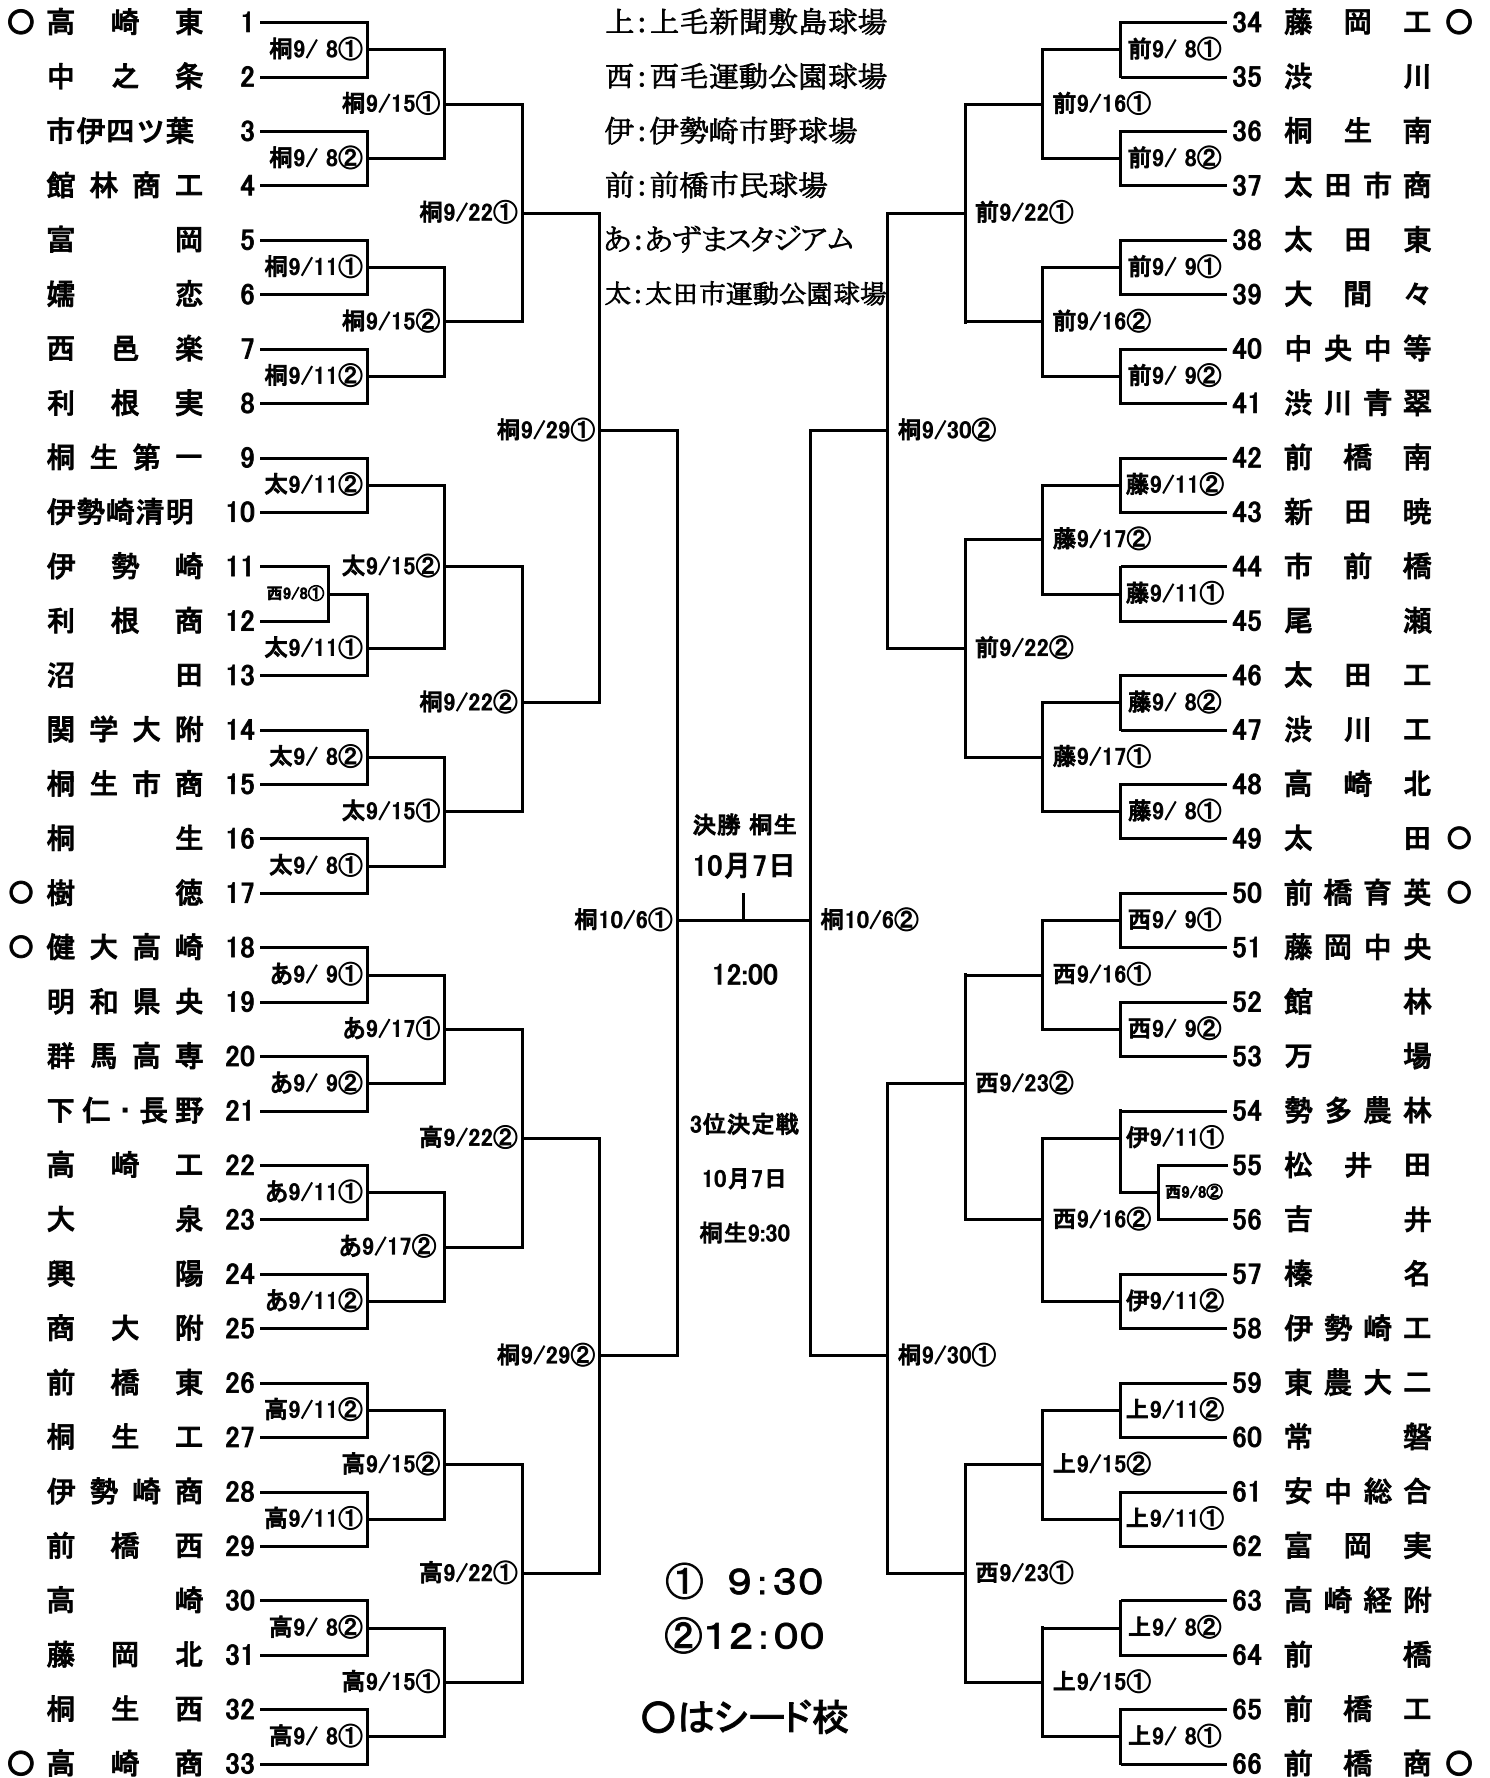 ○ 高崎東 1
桐9/ 8①
中之条 2
桐9/15①
市伊四ツ葉 3
桐9/ 8②
館林商工 4
桐9/22①
富岡 5
桐9/11①
嬬恋 6
桐9/15②
西邑楽 7
桐9/11②
利根実 8
桐9/29①
桐生第一 9
太9/11②
伊勢崎清明 10
伊勢崎 11
太9/15②
西9/8①
利根商 12
太9/11①
沼田 13
桐9/22②
関学大附 14
太9/ 8②
桐生市商 15
太9/15①
桐生 16
太9/ 8①
○ 樹徳 17
桐10/6①
○ 健大高崎 18
あ9/ 9①
明和県央 19
あ9/17①
群馬高専 20
あ9/ 9②
下仁・長野 21
高9/22②
高崎工 22
あ9/11①
大泉 23
あ9/17②
興陽 24
あ9/11②
商大附 25
桐9/29②
前橋東 26
高9/11②
桐生工 27
高9/15②
伊勢崎商 28
高9/11①
前橋西 29
高9/22①
高崎 30
高9/ 8②
藤岡北 31
高9/15①
桐生西 32
高9/ 8①
○ 高崎商 33
上:上毛新聞敷島球場
西:西毛運動公園球場
伊:伊勢崎市野球場
前:前橋市民球場
あ:あずまスタジアム
太:太田市運動公園球場
決勝 桐生
10月7日
12:00
3位決定戦
10月7日
桐生9:30
① 9:30
②12:00
○はシード校
34 藤岡工 ○
前9/ 8①
35 渋川
前9/16①
36 桐生南
前9/ 8②
37 太田市商
前9/22①
38 太田東
前9/ 9①
39 大間々
前9/16②
40 中央中等
前9/ 9②
41 渋川青翠
桐9/30②
42 前橋南
藤9/11②
43 新田暁
藤9/17②
44 市前橋
藤9/11①
45 尾瀬
前9/22②
46 太田工
藤9/ 8②
47 渋川工
藤9/17①
48 高崎北
藤9/ 8①
49 太田 ○
桐10/6②
50 前橋育英 ○
西9/ 9①
51 藤岡中央
西9/16①
52 館林
西9/ 9②
53 万場
西9/23②
54 勢多農林
伊9/11①
55 松井田
西9/8②
56 吉井
西9/16②
57 榛名
伊9/11②
58 伊勢崎工
桐9/30①
59 東農大二
上9/11②
60 常磐
上9/15②
61 安中総合
上9/11①
62 富岡実
西9/23①
63 高崎経附
上9/ 8②
64 前橋
上9/15①
65 前橋工
上9/ 8①
66 前橋商 ○